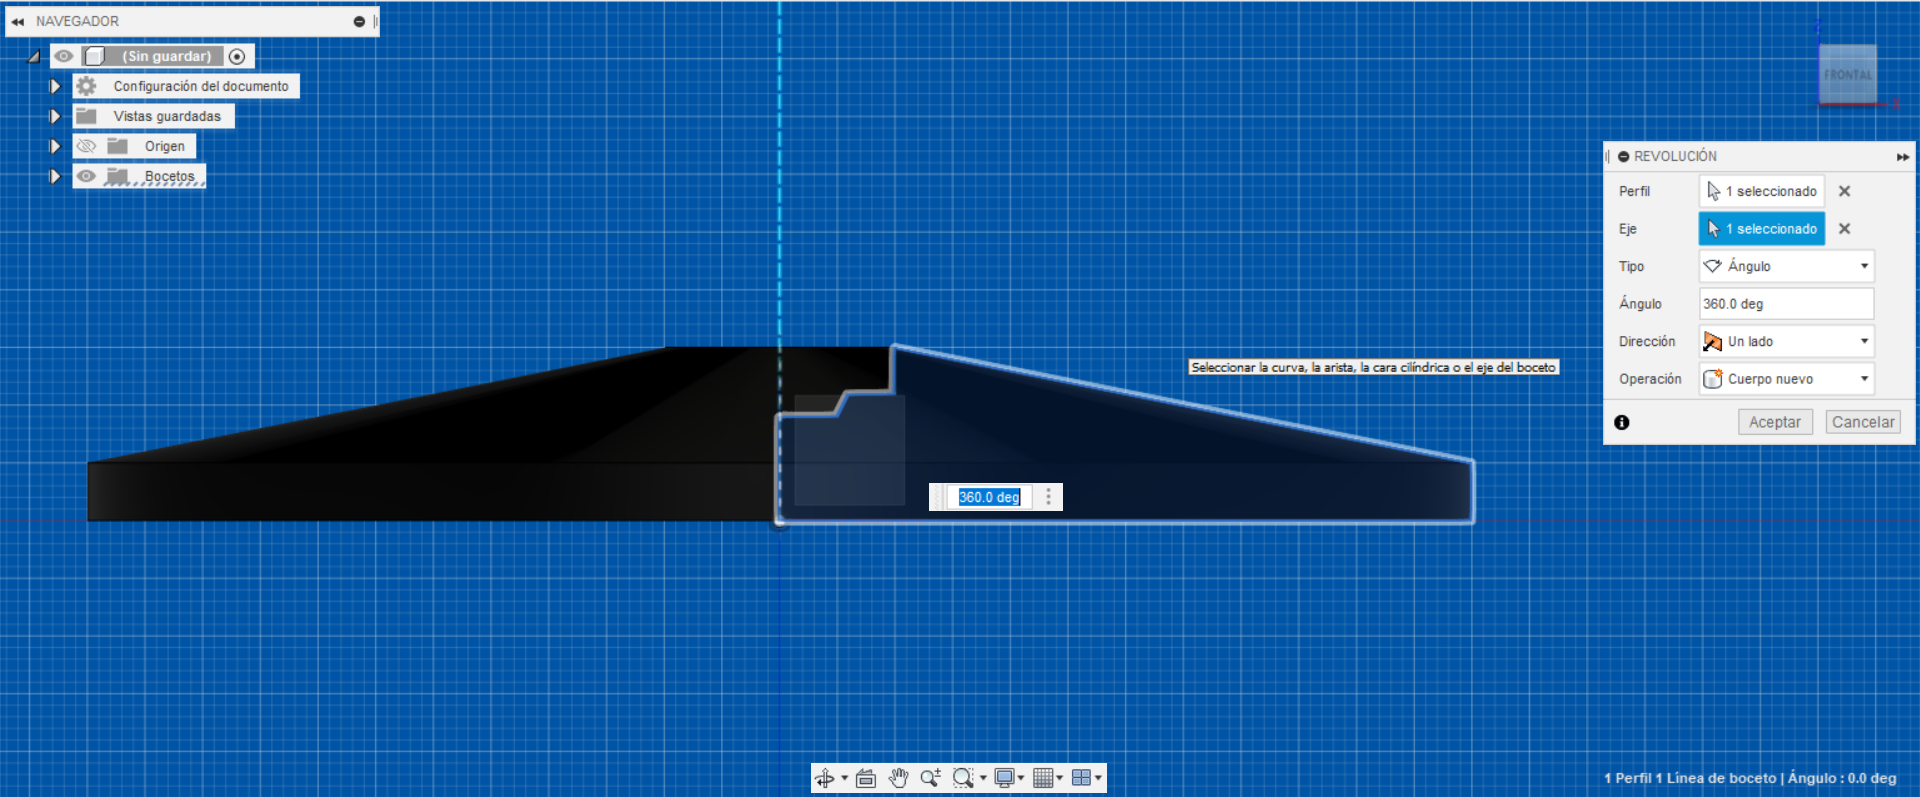 NAVEGADOR
(Sin guardar)
Configuración del documento
Vistas guardadas
Origen
Bocetos
Z
FRONTAL
X
REVOLUCIÓN
Perfil 1 seleccionado
Eje 1 seleccionado
Tipo Ángulo
Ángulo 360.0 deg
Dirección Un lado
Operación Cuerpo nuevo
Aceptar Cancelar
Seleccionar la curva, la arista, la cara cilíndrica o el eje del boceto
360.0 deg
1 Perfil 1 Línea de boceto | Ángulo : 0.0 deg